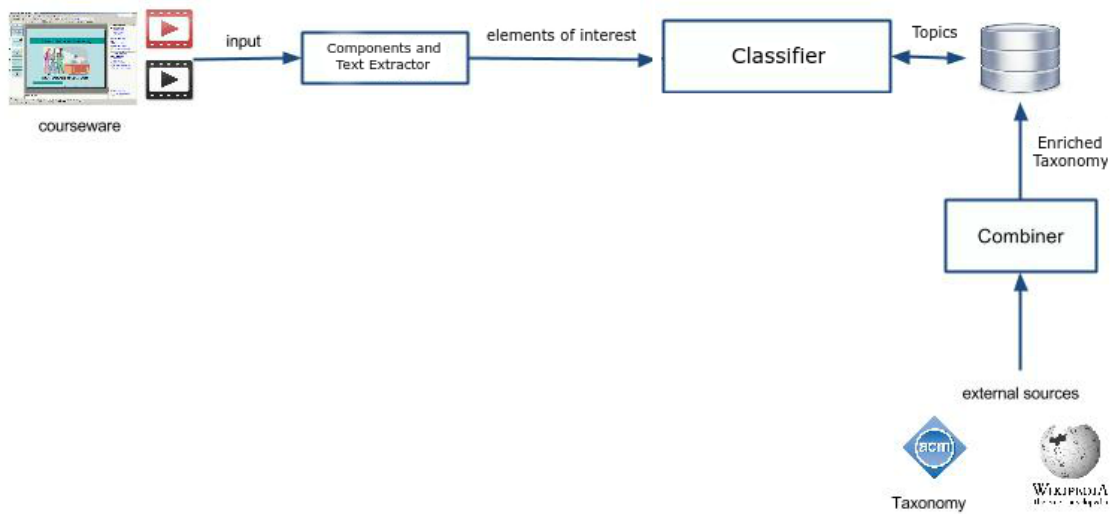 input
Components and
Text Extractor
elements of interest
Classifier
Topics
courseware
Enriched
Taxonomy
Combiner
external sources
acm
Taxonomy
WIKIPEDIA